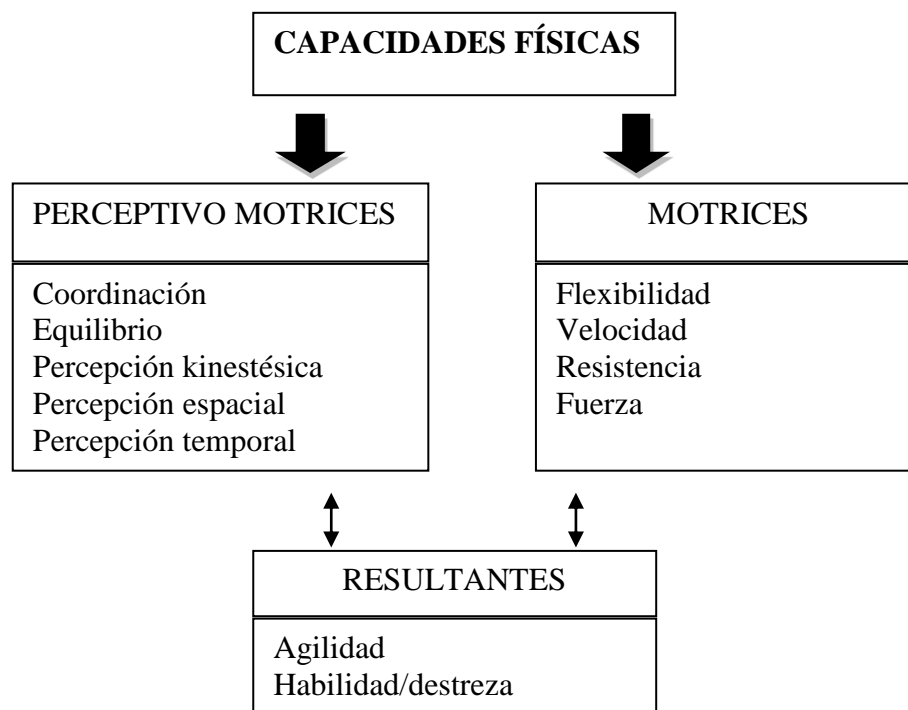 CAPACIDADES FÍSICAS
PERCEPTIVO MOTRICES
Coordinación
Equilibrio
Percepción kinestésica
Percepción espacial
Percepción temporal
MOTRICES
Flexibilidad
Velocidad
Resistencia
Fuerza
RESULTANTES
Agilidad
Habilidad/destreza